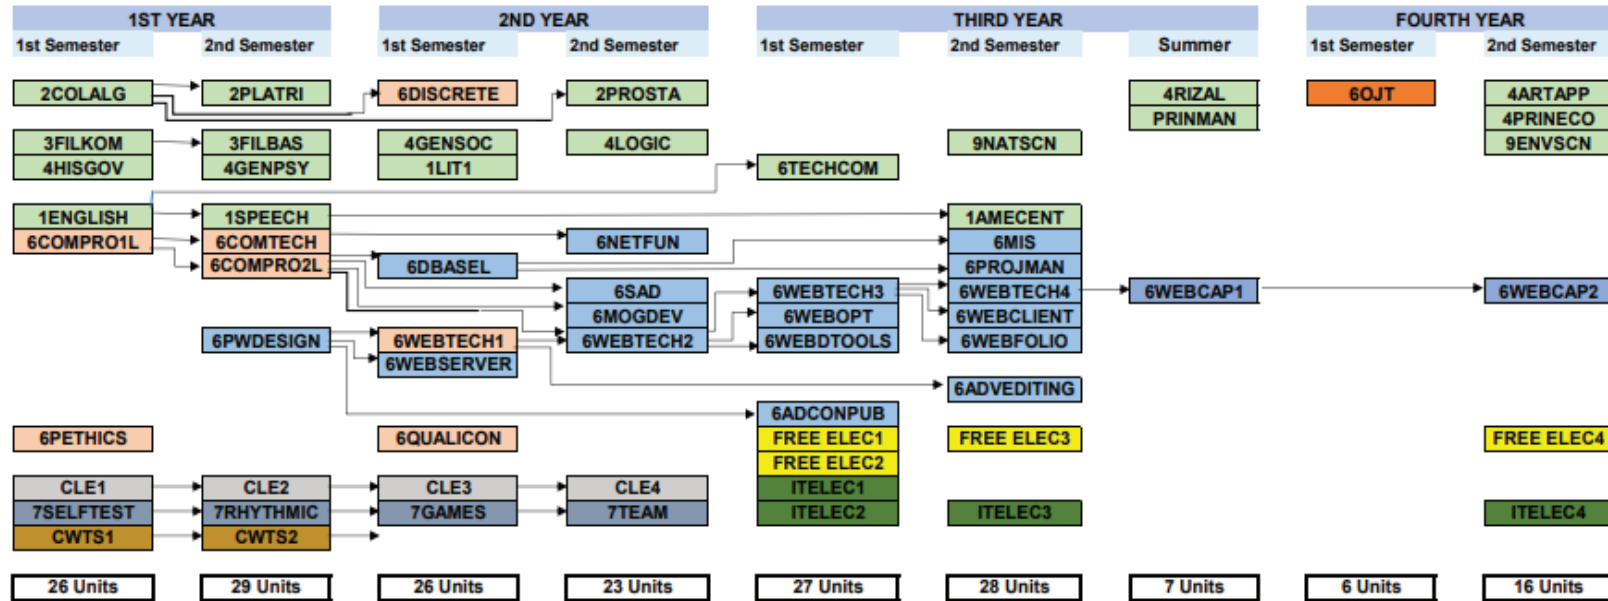 1ST YEAR 2ND YEAR THIRD YEAR FOURTH YEAR
1st Semester 2nd Semester 1st Semester 2nd Semester 1st Semester 2nd Semester Summer 1st Semester 2nd Semester
2COLALG 2PLATRI 6DISCRETE 2PROSTA 4RIZAL 6OJT 4ARTAPP
PRINMAN 4PRINECO
3FILKOM 3FILBAS 4GENSOC 4LOGIC 9NATSCN 9ENVSCN
4HISGOV 4GENPSY 1LIT1 6TECHCOM
1ENGLISH 1SPEECH 1AMECENT
6COMPRO1L 6COMTECH 6NETFUN 6MIS
6COMPRO2L 6DBASEL 6PROJMAN
6SAD 6WEBTECH3 6WEBTECH4 6WEBCAP1 6WEBCAP2
6MOGDEV 6WEBOPT 6WEBCLIENT
6PWDESIGN 6WEBTECH1 6WEBTECH2 6WEBDTOOLS 6WEBFOLIO
6WEBSERVER
6ADVEDITING
6ADCONPUB
6PETHICS 6QUALICON FREE ELEC1 FREE ELEC3 FREE ELEC4
FREE ELEC2
CLE1 CLE2 CLE3 CLE4 ITELEC1
7SELFTEST 7RHYTHMIC 7GAMES 7TEAM ITELEC2 ITELEC3 ITELEC4
CWTS1 CWTS2
26 Units 29 Units 26 Units 23 Units 27 Units 28 Units 7 Units 6 Units 16 Units